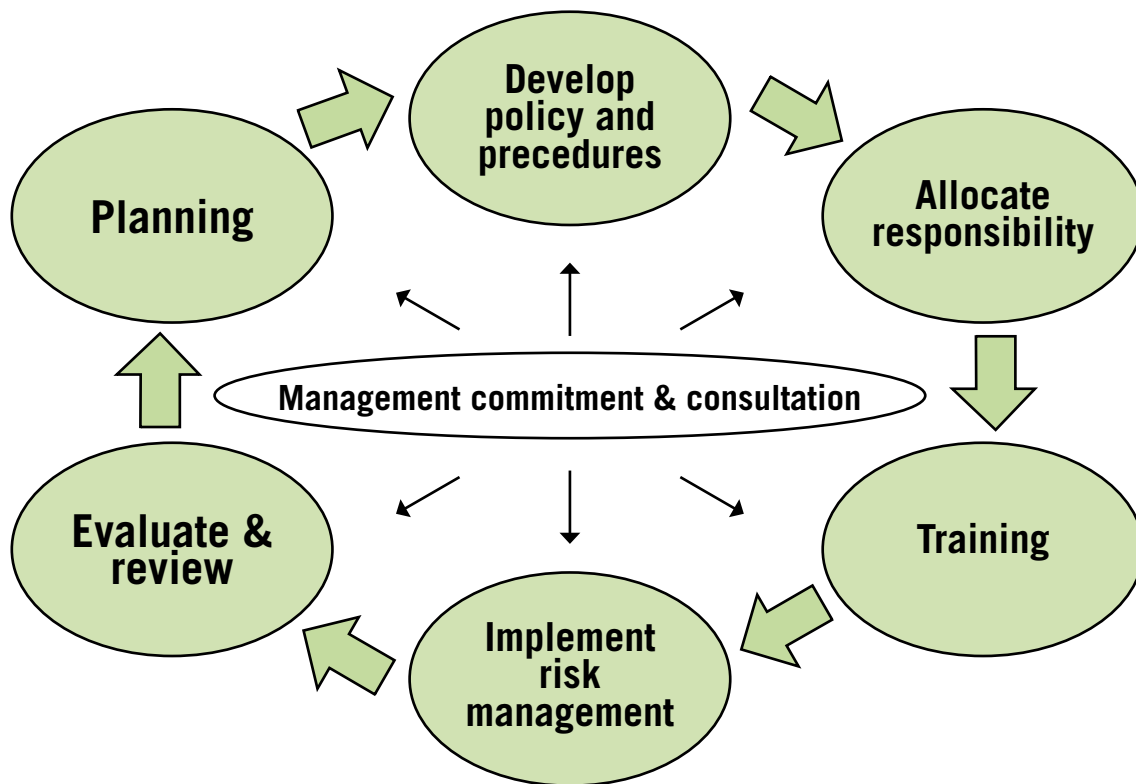 Develop
policy and
precedures
Planning
Allocate
responsibility
Management commitment & consultation
Evaluate &
review
Training
Implement
risk
management